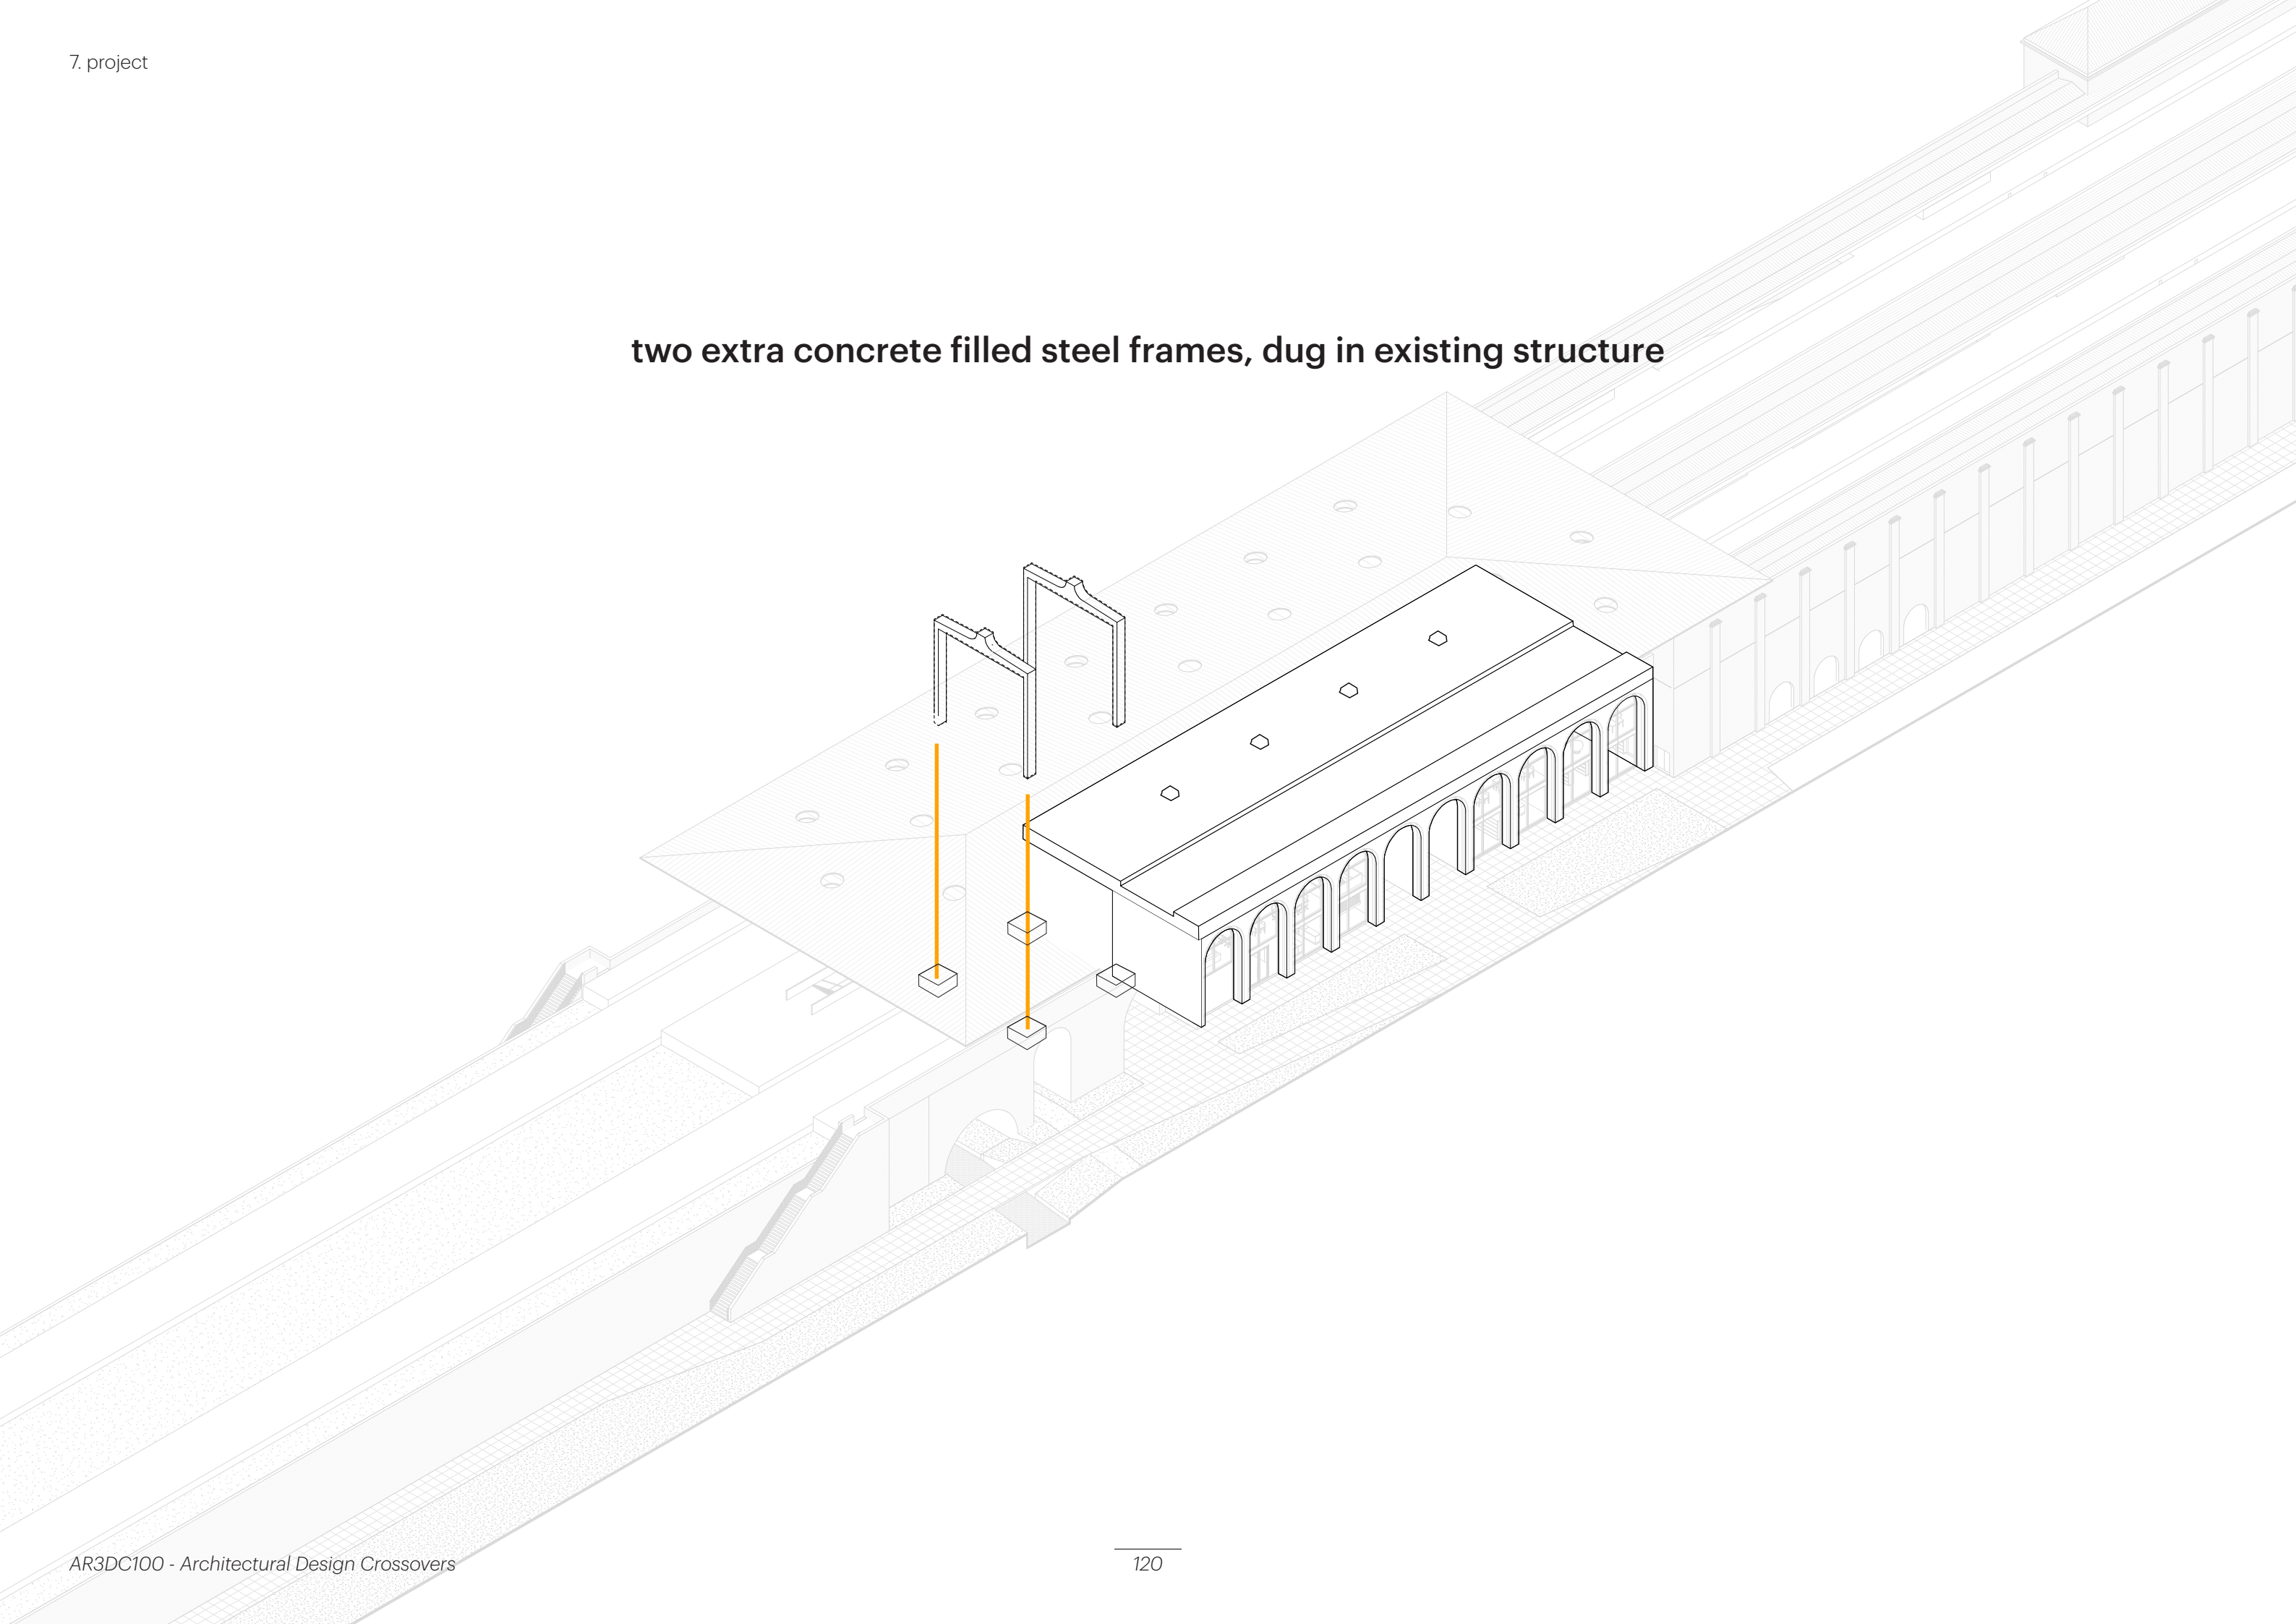 7. project
two extra concrete filled steel frames, dug in existing structure
AR3DC100 - Architectural Design Crossovers
120